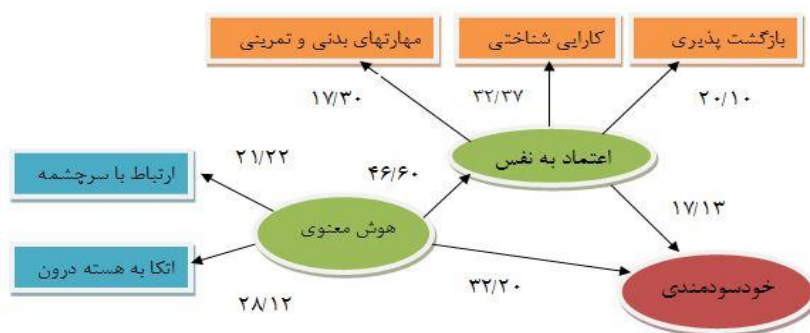 مهارتهای بدنی و تمرینی
کارایی شناختی
بازگشت پذیری
۱۷/۳۰
۳۲/۳۷
۲۰/۱۰
اعتماد به نفس
ارتباط با سرچشمه
۲۱/۲۲
۴۶/۶۰
۱۷/۱۳
هوش معنوی
اتکا به هسته درون
۲۸/۱۲
۳۲/۲۰
خودسودمندی